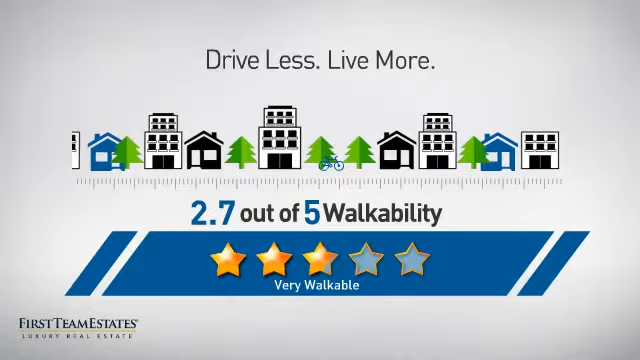 Drive Less. Live More.
2.7 out of 5 Walkability
Very Walkable
FIRST TEAM ESTATES®
LUXURY REAL ESTATE